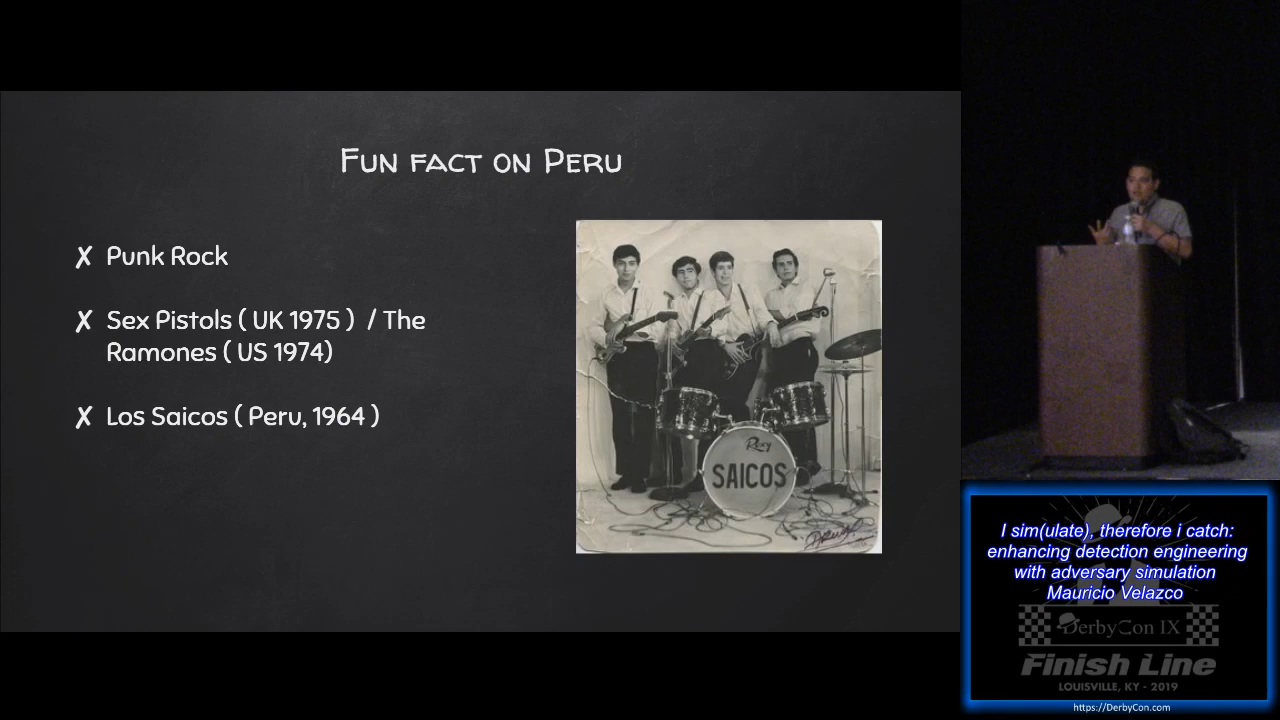 Fun fact on Peru
✗ Punk Rock
✗ Sex Pistols ( UK 1975 ) / The
Ramones ( US 1974)
✗ Los Saicos ( Peru, 1964 )
Roxy
SAICOS
I sim(ulate), therefore i catch:
enhancing detection engineering
with adversary simulation
Mauricio Velazco
DerbyCon IX
Finish Line
LOUISVILLE, KY - 2019
https://DerbyCon.com